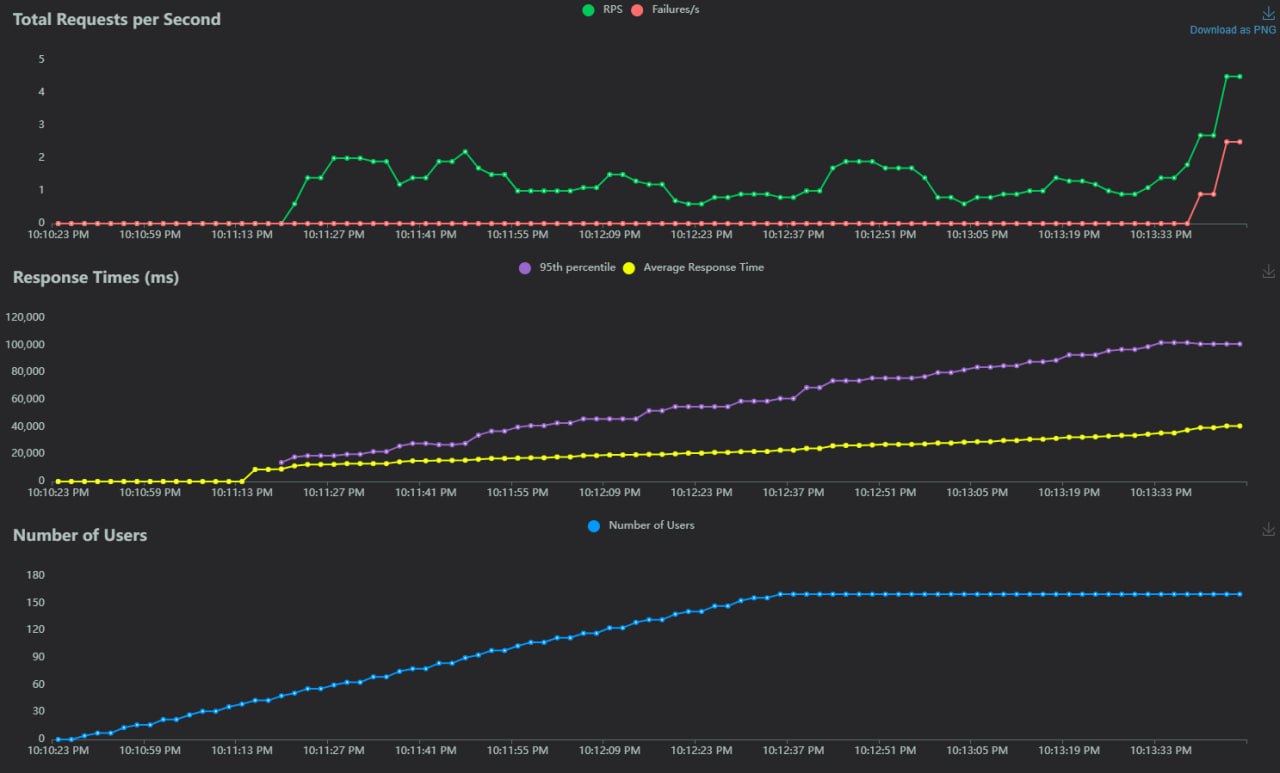 Total Requests per Second
RPS Failures/s
Download as PNG
5
4
3
2
1
0
10:10:23 PM 10:10:59 PM 10:11:13 PM 10:11:27 PM 10:11:41 PM 10:11:55 PM 10:12:09 PM 10:12:23 PM 10:12:37 PM 10:12:51 PM 10:13:05 PM 10:13:19 PM 10:13:33 PM
Response Times (ms)
95th percentile Average Response Time
120,000
100,000
80,000
60,000
40,000
20,000
0
10:10:23 PM 10:10:59 PM 10:11:13 PM 10:11:27 PM 10:11:41 PM 10:11:55 PM 10:12:09 PM 10:12:23 PM 10:12:37 PM 10:12:51 PM 10:13:05 PM 10:13:19 PM 10:13:33 PM
Number of Users
Number of Users
180
150
120
90
60
30
0
10:10:23 PM 10:10:59 PM 10:11:13 PM 10:11:27 PM 10:11:41 PM 10:11:55 PM 10:12:09 PM 10:12:23 PM 10:12:37 PM 10:12:51 PM 10:13:05 PM 10:13:19 PM 10:13:33 PM